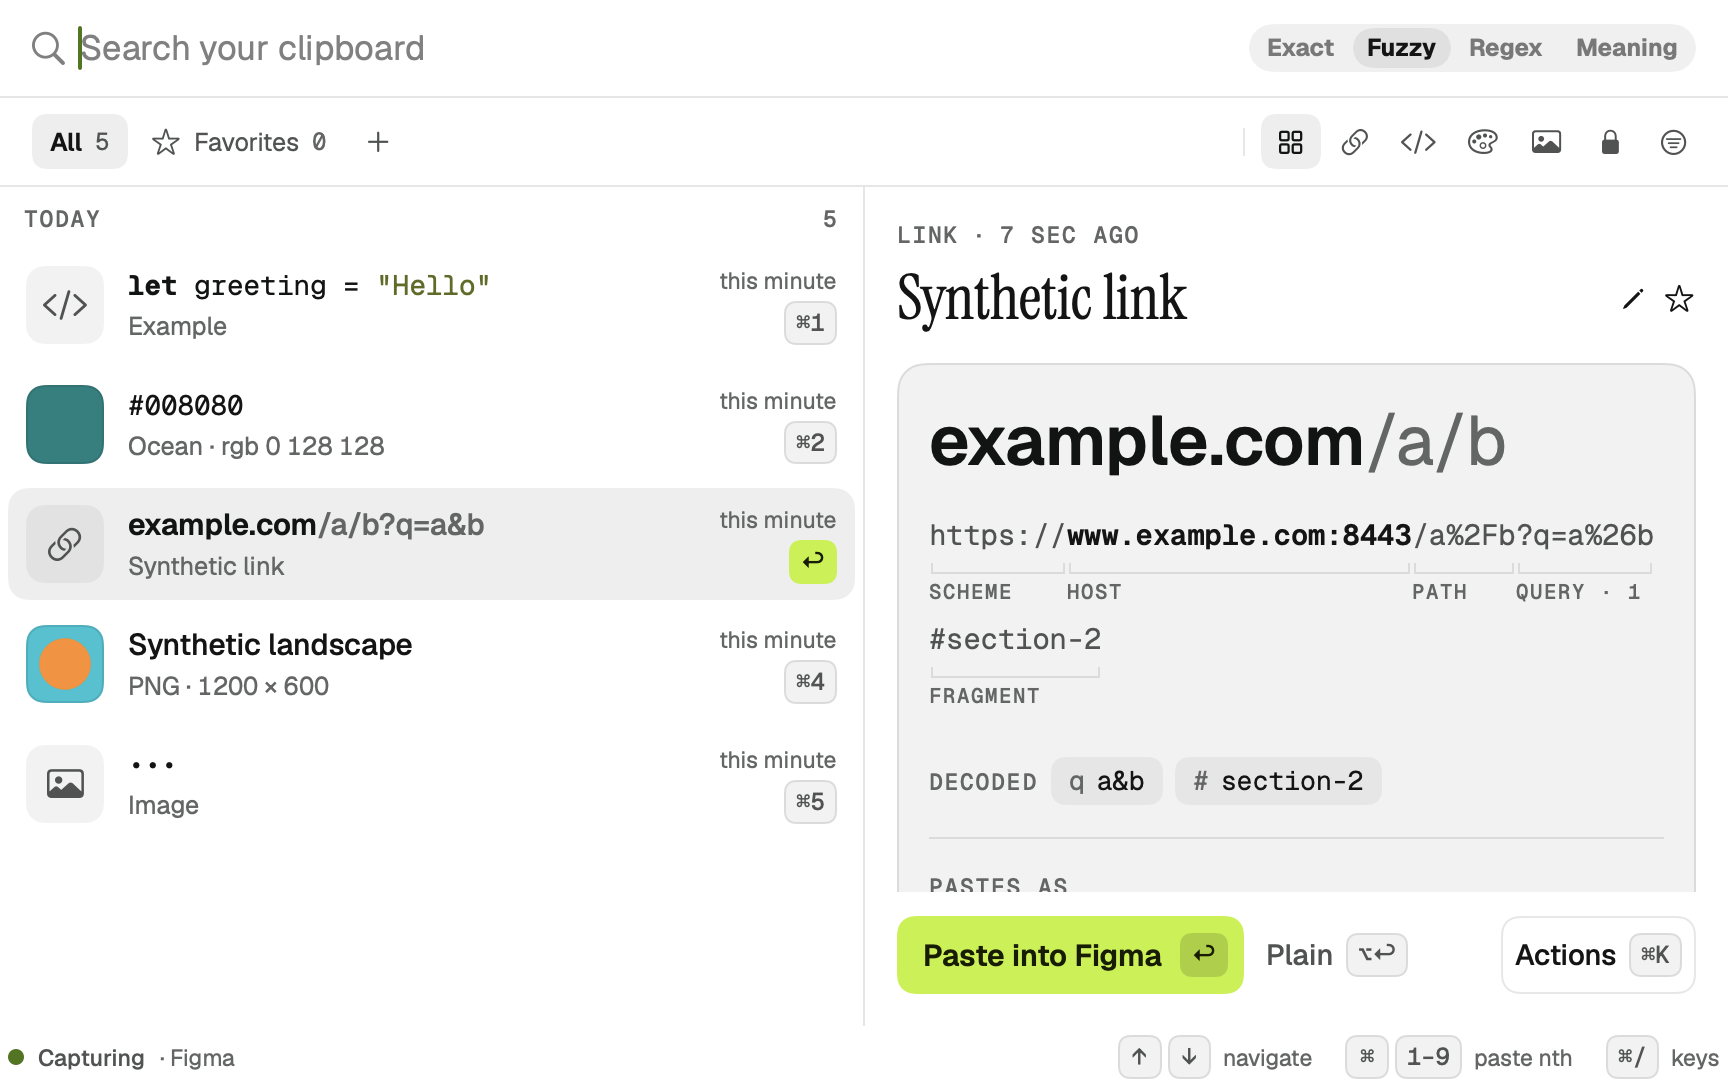 Search your clipboard
Exact Fuzzy Regex Meaning
All 5 Favorites 0
TODAY 5
let greeting = "Hello" this minute
Example ⌘1
#008080 this minute
Ocean · rgb 0 128 128 ⌘2
example.com/a/b?q=a&b this minute
Synthetic link
Synthetic landscape this minute
PNG · 1200 × 600 ⌘4
... this minute
Image ⌘5
LINK · 7 SEC AGO
Synthetic link
example.com/a/b
https://www.example.com:8443/a%2Fb?q=a%26b
SCHEME HOST PATH QUERY · 1
#section-2
FRAGMENT
DECODED q a&b # section-2
PASTES AS
Paste into Figma Plain ⌥↩ Actions ⌘K
Capturing · Figma ↑ ↓ navigate ⌘ 1-9 paste nth ⌘/ keys